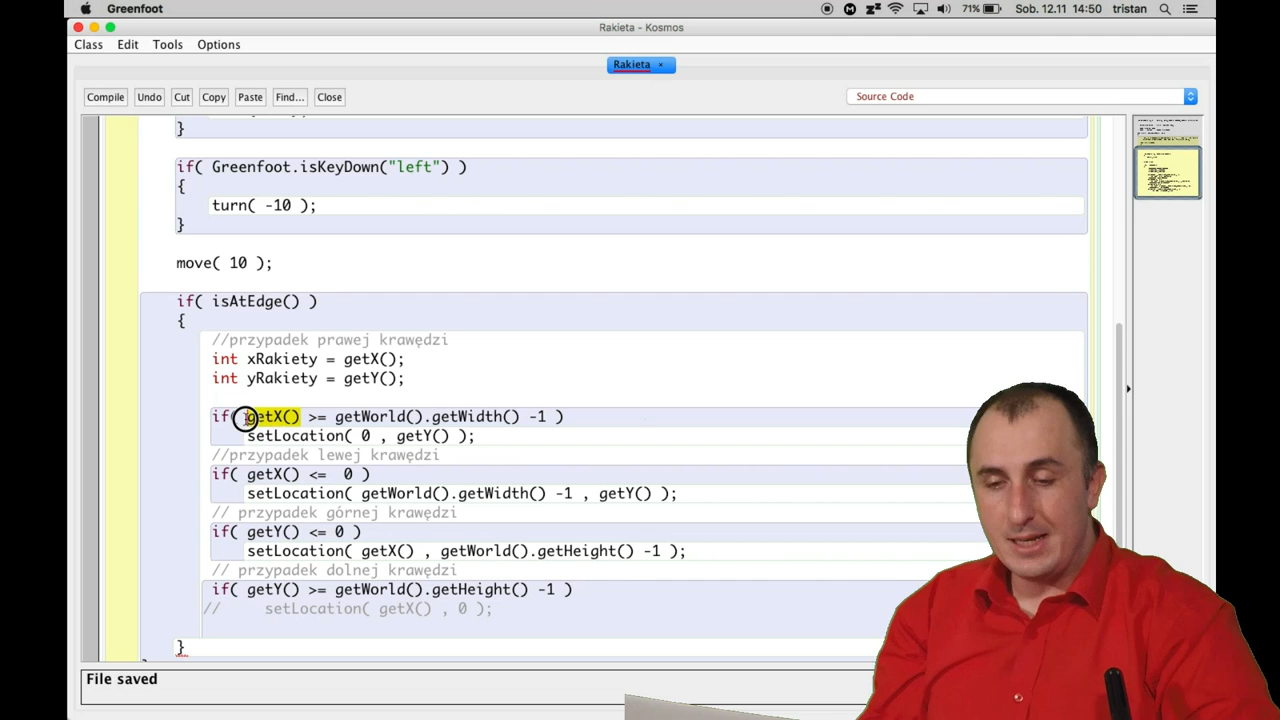 Greenfoot
71%
Sob. 12.11 14:50 tristan
Rakieta - Kosmos
Class Edit Tools Options
Rakieta ×
Compile Undo Cut Copy Paste Find... Close
Source Code
}
if( Greenfoot.isKeyDown("left") )
{
turn( -10 );
}
move( 10 );
if( isAtEdge() )
{
//przypadek prawej krawędzi
int xRakiety = getX();
int yRakiety = getY();
if( getX() >= getWorld().getWidth() -1 )
setLocation( 0 , getY() );
//przypadek lewej krawędzi
if( getX() <= 0 )
setLocation( getWorld().getWidth() -1 , getY() );
// przypadek górnej krawędzi
if( getY() <= 0 )
setLocation( getX() , getWorld().getHeight() -1 );
// przypadek dolnej krawędzi
if( getY() >= getWorld().getHeight() -1 )
// setLocation( getX() , 0 );
}
File saved